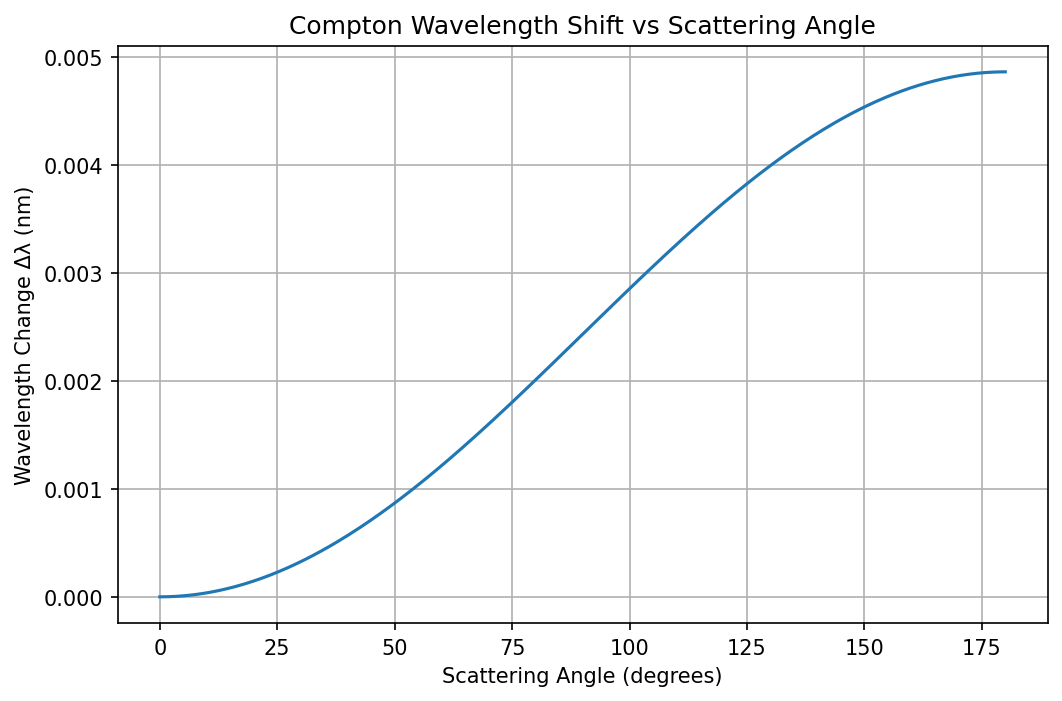 Compton Wavelength Shift vs Scattering Angle
Wavelength Change Δλ (nm)
0.005
0.004
0.003
0.002
0.001
0.000
0 25 50 75 100 125 150 175
Scattering Angle (degrees)